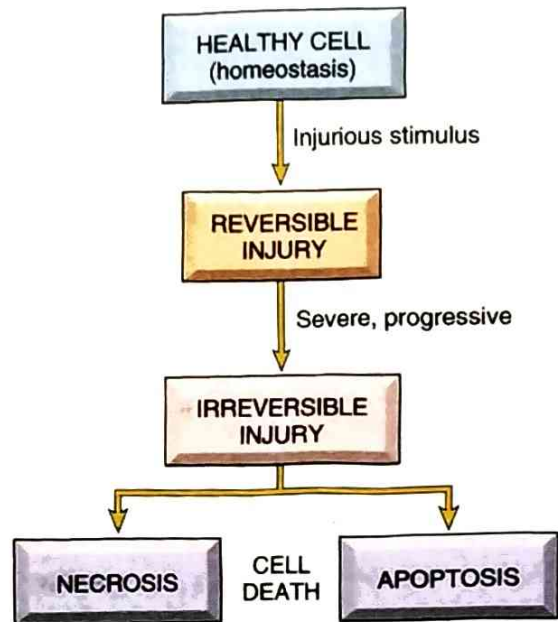 HEALTHY CELL
(homeostasis)
Injurious stimulus
REVERSIBLE
INJURY
Severe, progressive
IRREVERSIBLE
INJURY
NECROSIS
CELL
DEATH
APOPTOSIS